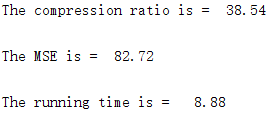 The compression ratio is =  38.54
The MSE is =  82.72
The running time is =   8.88